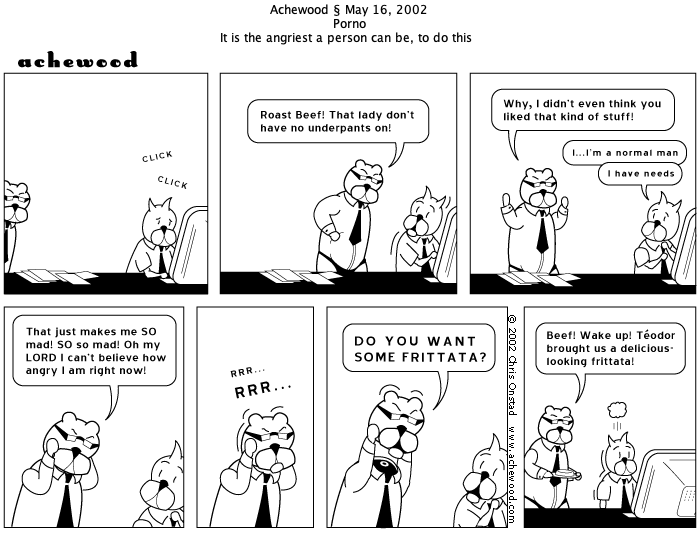 Achewood § May 16, 2002
Porno
It is the angriest a person can be, to do this
achewood
CLICK
CLICK
Roast Beef! That lady don't
have no underpants on!
Why, I didn't even think you
liked that kind of stuff!
I...I'm a normal man
I have needs
That just makes me SO
mad! SO so mad! Oh my
LORD I can't believe how
angry I am right now!
RRR...
RRR...
DO YOU WANT
SOME FRITTATA?
© 2002 Chris Onstad www.achewood.com
Beef! Wake up! Téodor
brought us a delicious-
looking frittata!